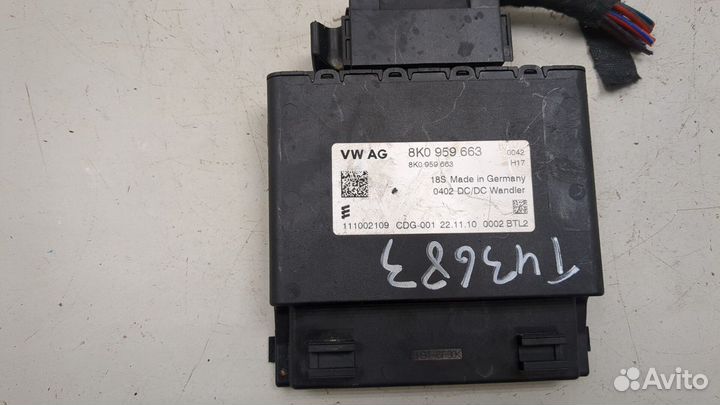 VW AG 8K0 959 663 0042
8K0 959 663 H17
18S Made in Germany
0402 DC/DC Wandler
111002109 CDG-001 22.11.10 0002 BTL2
T43683
Avito